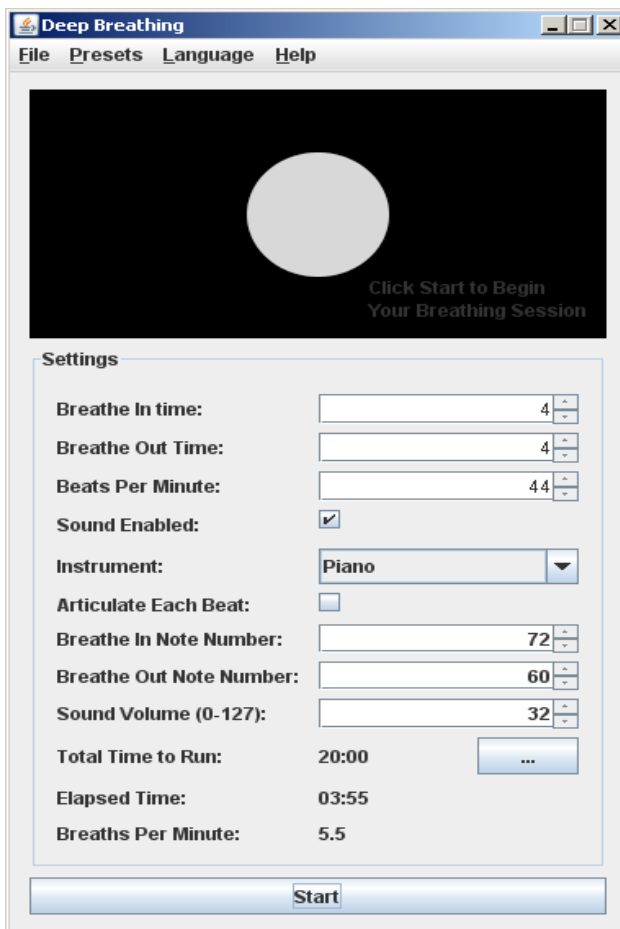 Deep Breathing
File Presets Language Help
Click Start to Begin
Your Breathing Session
Settings
Breathe In time: 4
Breathe Out Time: 4
Beats Per Minute: 44
Sound Enabled:
Instrument: Piano
Articulate Each Beat:
Breathe In Note Number: 72
Breathe Out Note Number: 60
Sound Volume (0-127): 32
Total Time to Run: 20:00 ...
Elapsed Time: 03:55
Breaths Per Minute: 5.5
Start